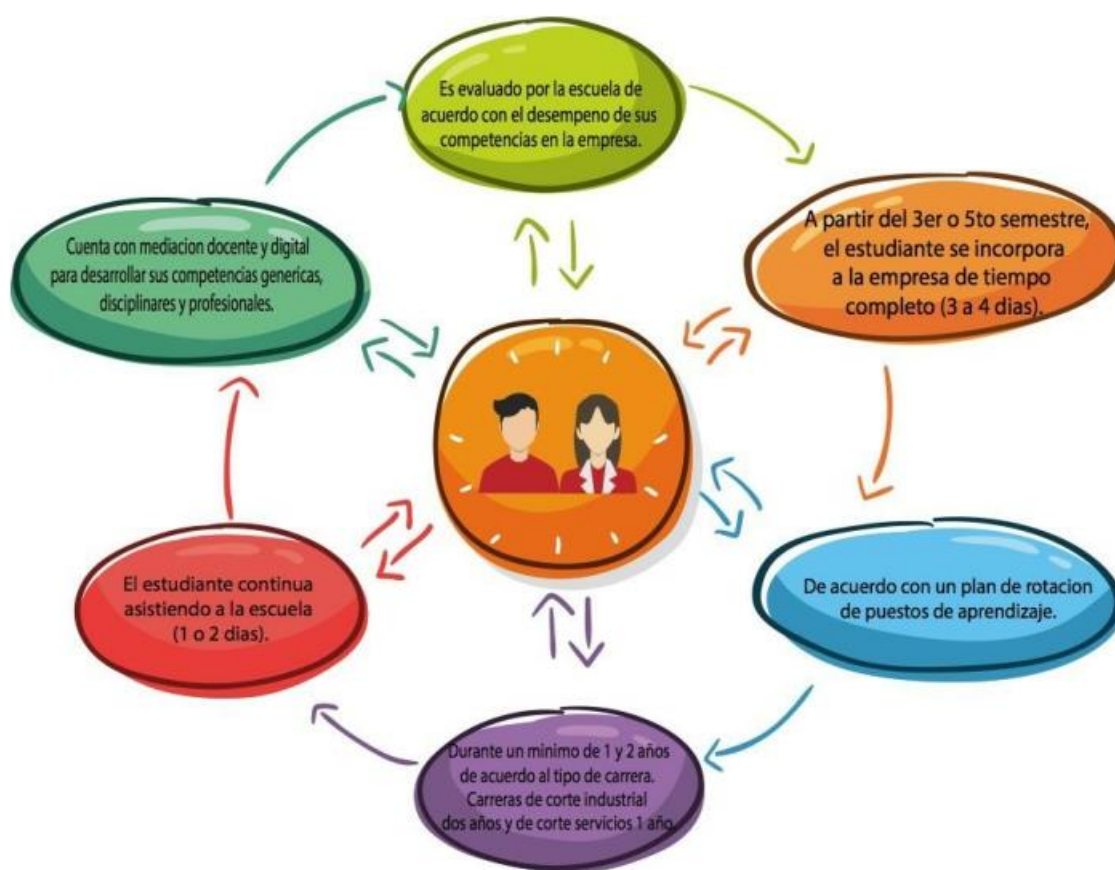 Es evaluado por la escuela de
acuerdo con el desempeno de sus
competencias en la empresa.
A partir del 3er o 5to semestre,
el estudiante se incorpora
a la empresa de tiempo
completo (3 a 4 dias).
De acuerdo con un plan de rotacion
de puestos de aprendizaje.
Durante un minimo de 1 y 2 años
de acuerdo al tipo de carrera.
Carreras de corte industrial
dos años y de corte servicios 1 año.
El estudiante continua
asistiendo a la escuela
(1 o 2 dias).
Cuenta con mediacion docente y digital
para desarrollar sus competencias genericas,
disciplinares y profesionales.